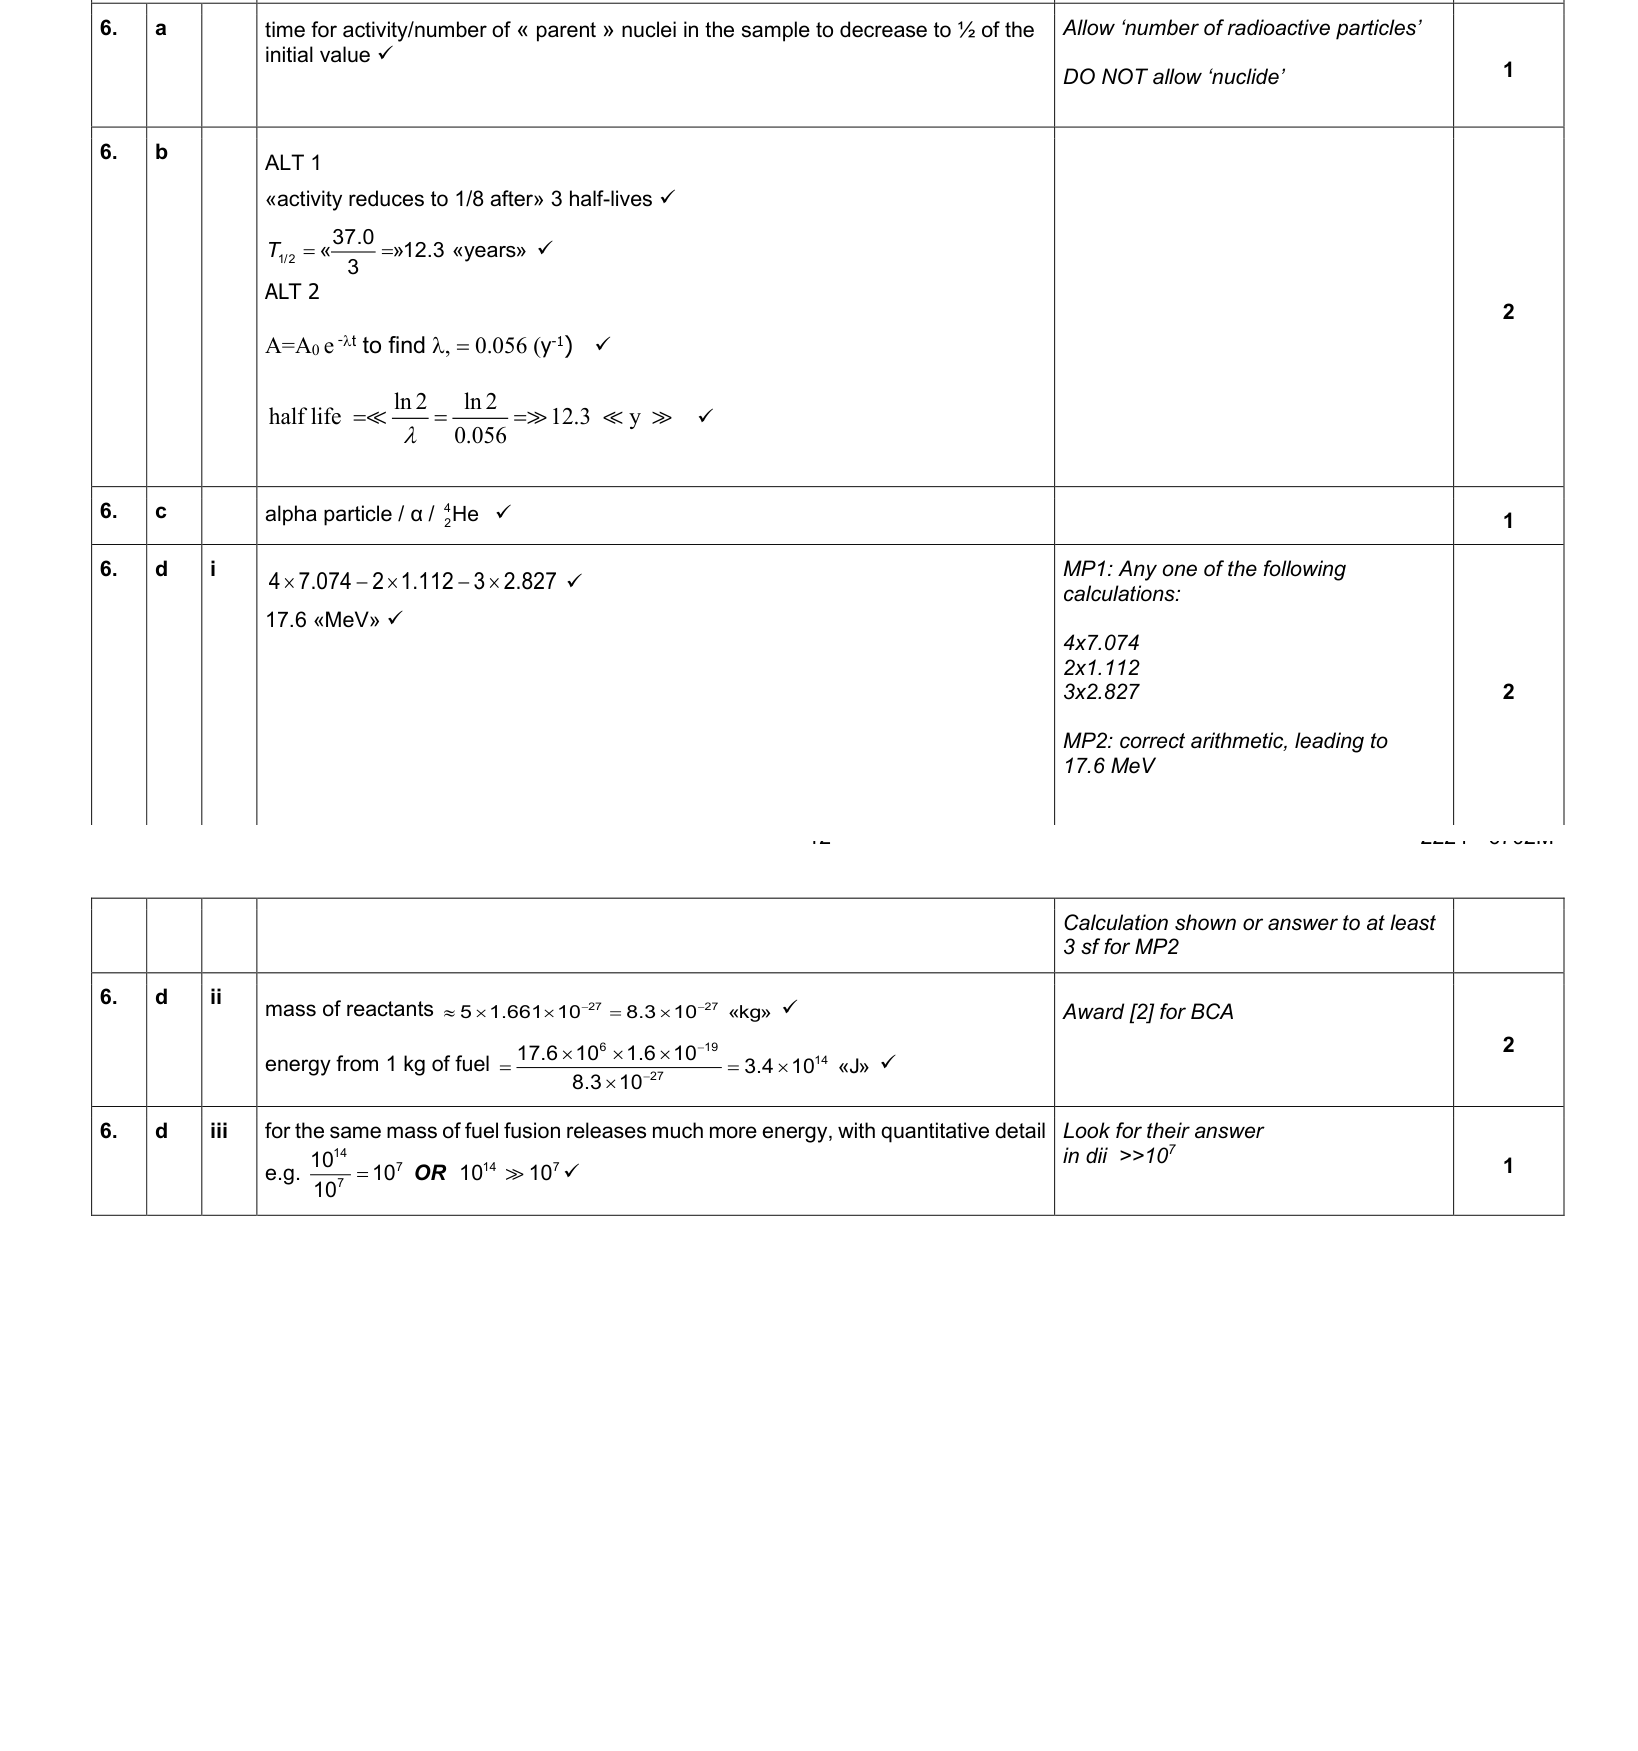 6. a time for activity/number of « parent » nuclei in the sample to decrease to ½ of the
initial value ✓
Allow ‘number of radioactive particles’
DO NOT allow ‘nuclide’
1
6. b
ALT 1
«activity reduces to 1/8 after» 3 half-lives ✓
T1/2 = «37.0/3 =»12.3 «years» ✓
ALT 2
A=A0 e -λt to find λ, = 0.056 (y-1) ✓
half life =≪ ln 2/λ = ln 2/0.056 =≫ 12.3 ≪ y ≫ ✓
2
6. c alpha particle / α / 4 2 He ✓
1
6. d i
4×7.074 – 2×1.112 – 3×2.827 ✓
17.6 «MeV» ✓
MP1: Any one of the following
calculations:
4x7.074
2x1.112
3x2.827
MP2: correct arithmetic, leading to
17.6 MeV
2
Calculation shown or answer to at least
3 sf for MP2
6. d ii
mass of reactants ≈ 5×1.661×10−27 = 8.3×10−27 «kg» ✓
energy from 1 kg of fuel = 17.6×106 ×1.6×10−19 / 8.3×10−27 = 3.4×1014 «J» ✓
Award [2] for BCA
2
6. d iii for the same mass of fuel fusion releases much more energy, with quantitative detail
e.g. 1014/107 = 107 OR 1014 ≫ 107 ✓
Look for their answer
in dii >>107
1